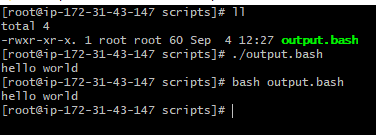 [root@ip-172-31-43-147 scripts]# ll
total 4
-rwxr-xr-x. 1 root root 60 Sep  4 12:27 output.bash
[root@ip-172-31-43-147 scripts]# ./output.bash
hello world
[root@ip-172-31-43-147 scripts]# bash output.bash
hello world
[root@ip-172-31-43-147 scripts]#